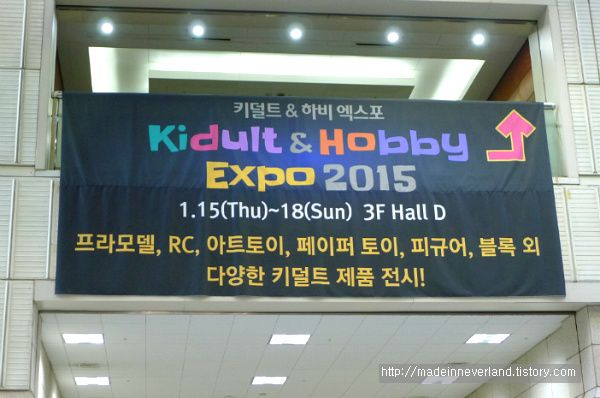 키덜트 & 하비 엑스포
Kidult & Hobby
Expo 2015
1.15(Thu)~18(Sun) 3F Hall D
프라모델, RC, 아트토이, 페이퍼 토이, 피규어, 블록 외
다양한 키덜트 제품 전시!
http://madeinneverland.tistory.com